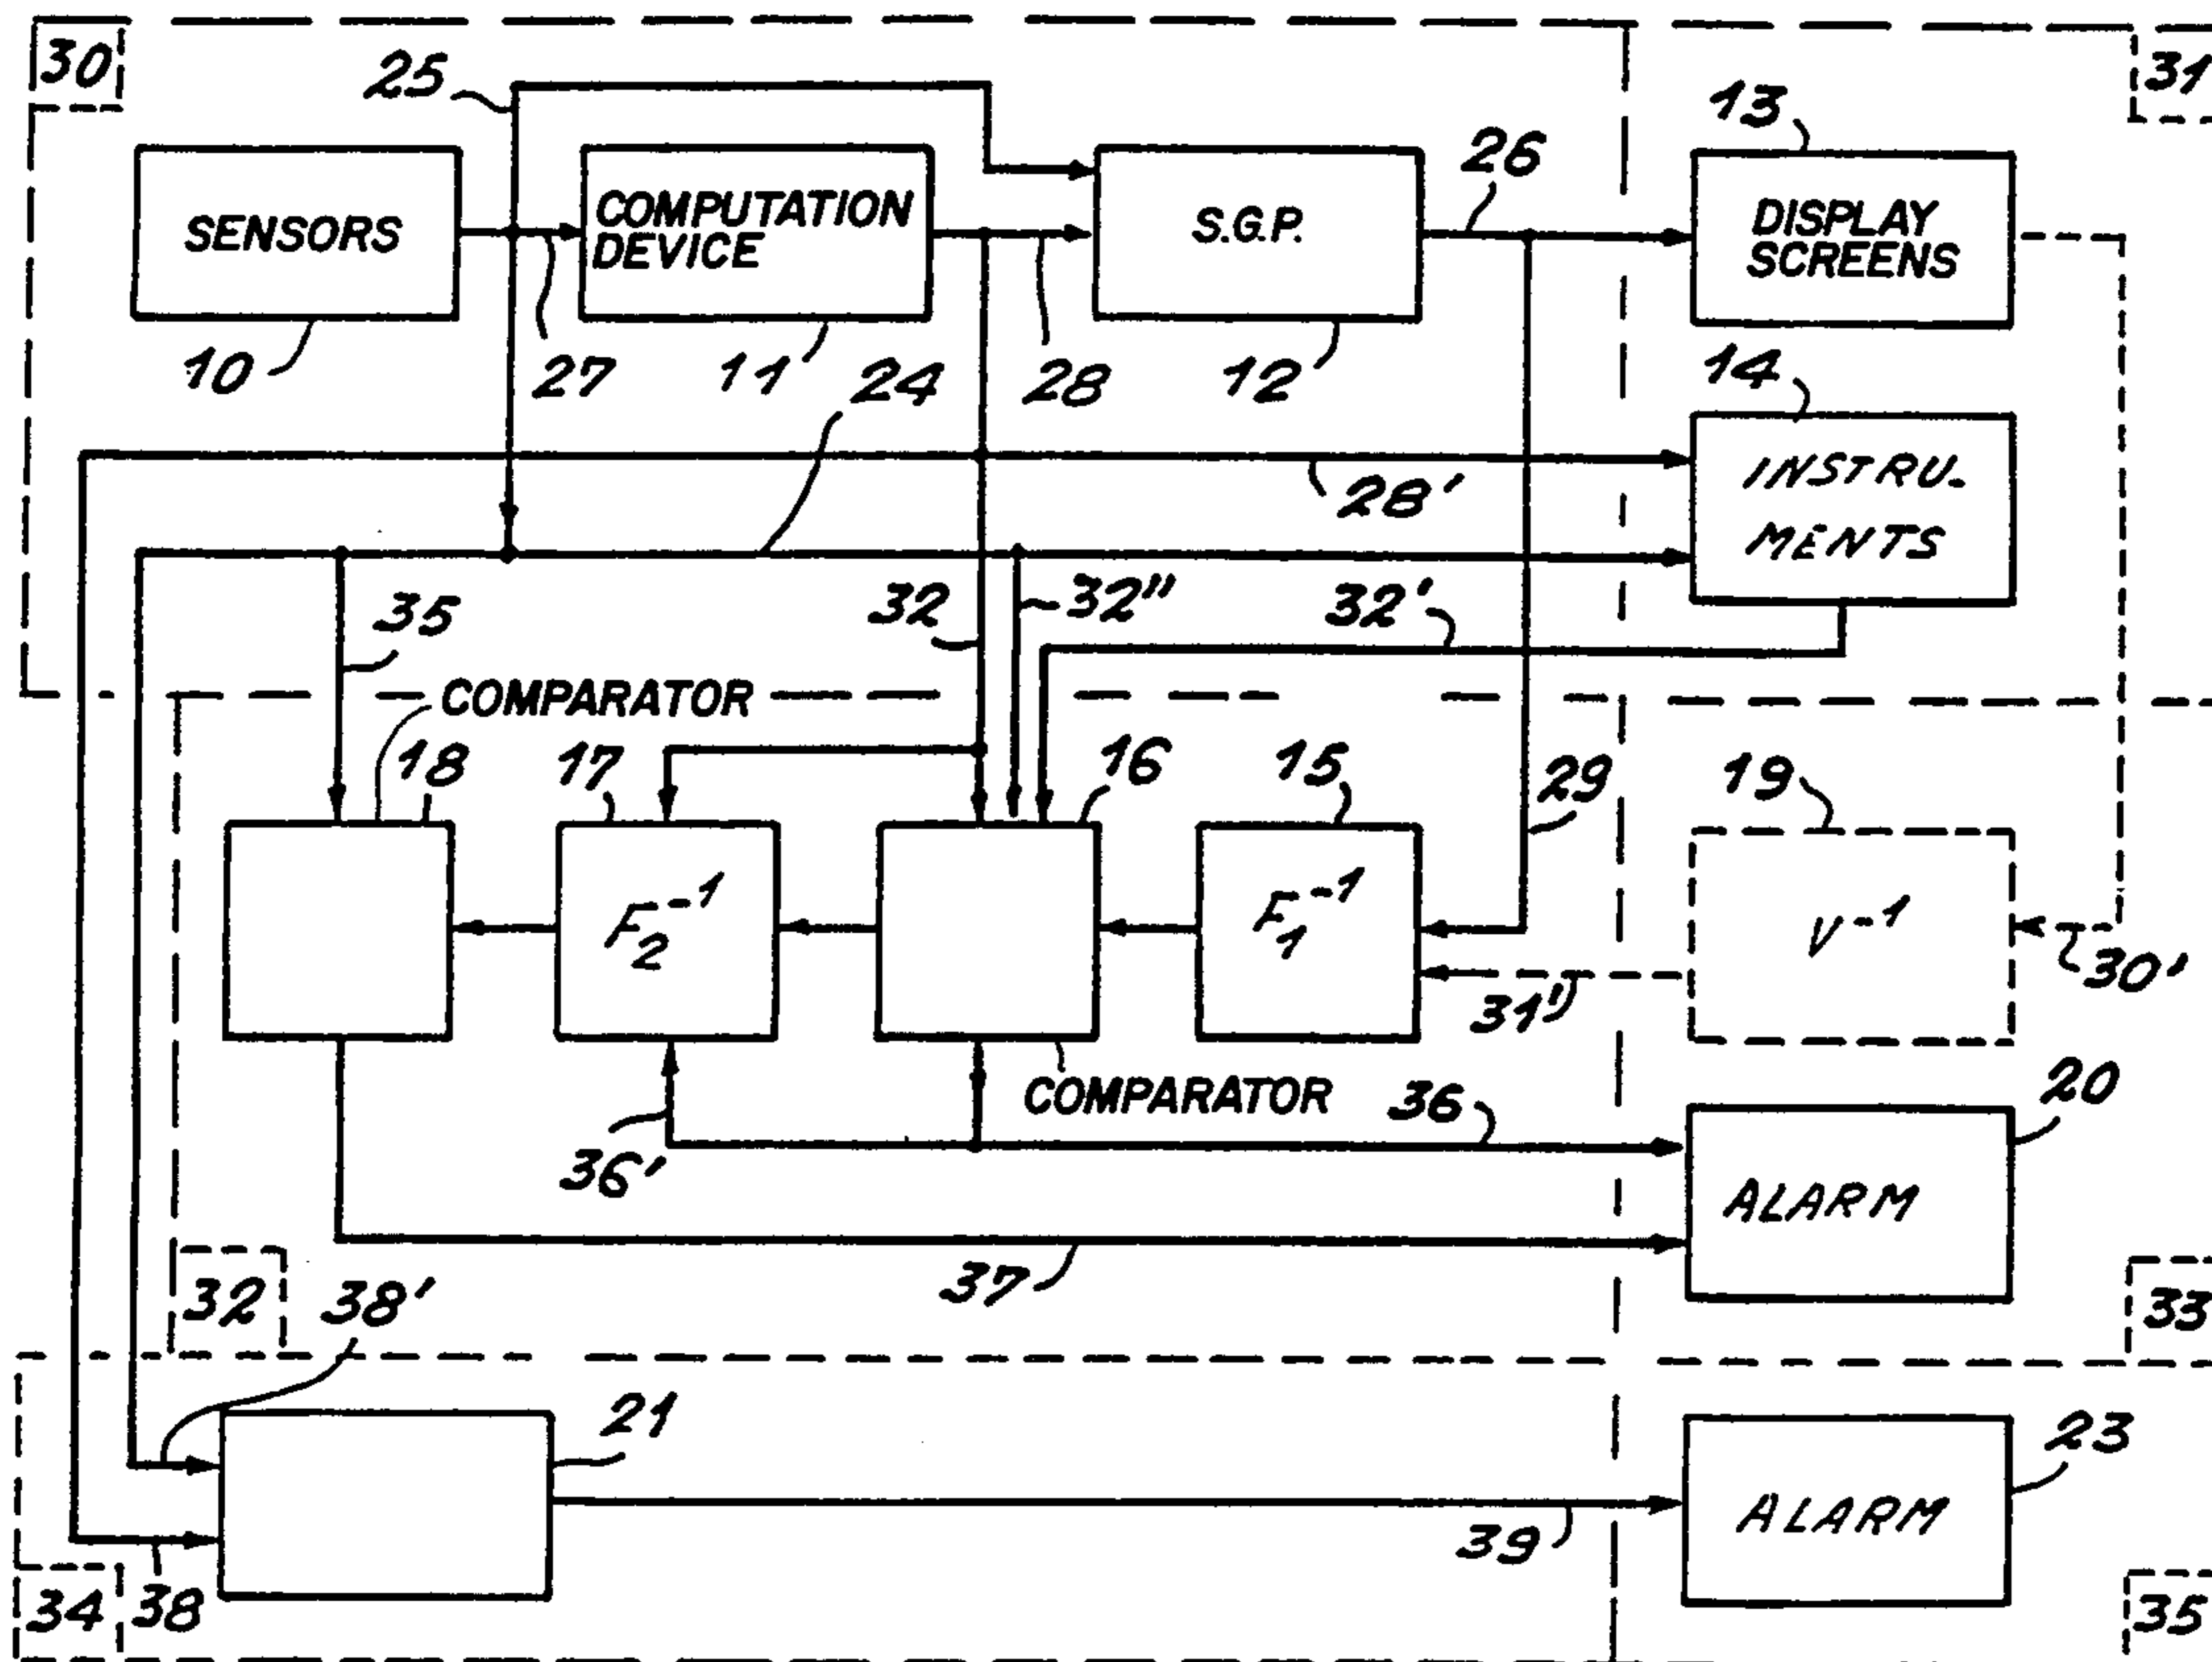 30
31
25
13
26
SENSORS
COMPUTATION
DEVICE
S.G.P.
DISPLAY
SCREENS
10
27
11
24
28
12
14
28'
INSTRU-
MENTS
35
32
32"
32'
COMPARATOR
18
17
16
15
29
19
F₂⁻¹
F₁⁻¹
V⁻¹
30'
31'
COMPARATOR
36
20
36'
ALARM
37
32
38'
33
21
23
ALARM
39
34
38
35